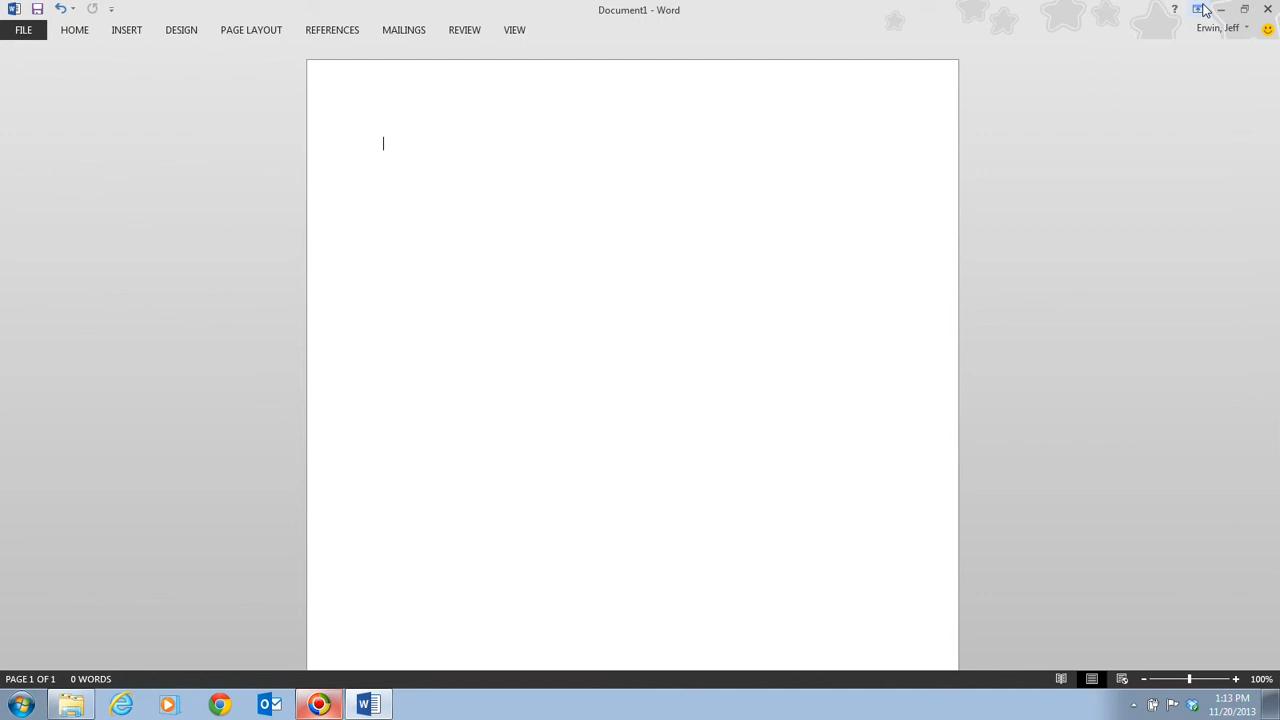 Document1 - Word
?
FILE HOME INSERT DESIGN PAGE LAYOUT REFERENCES MAILINGS REVIEW VIEW Erwin, Jeff
PAGE 1 OF 1 0 WORDS 100%
1:13 PM
11/20/2013